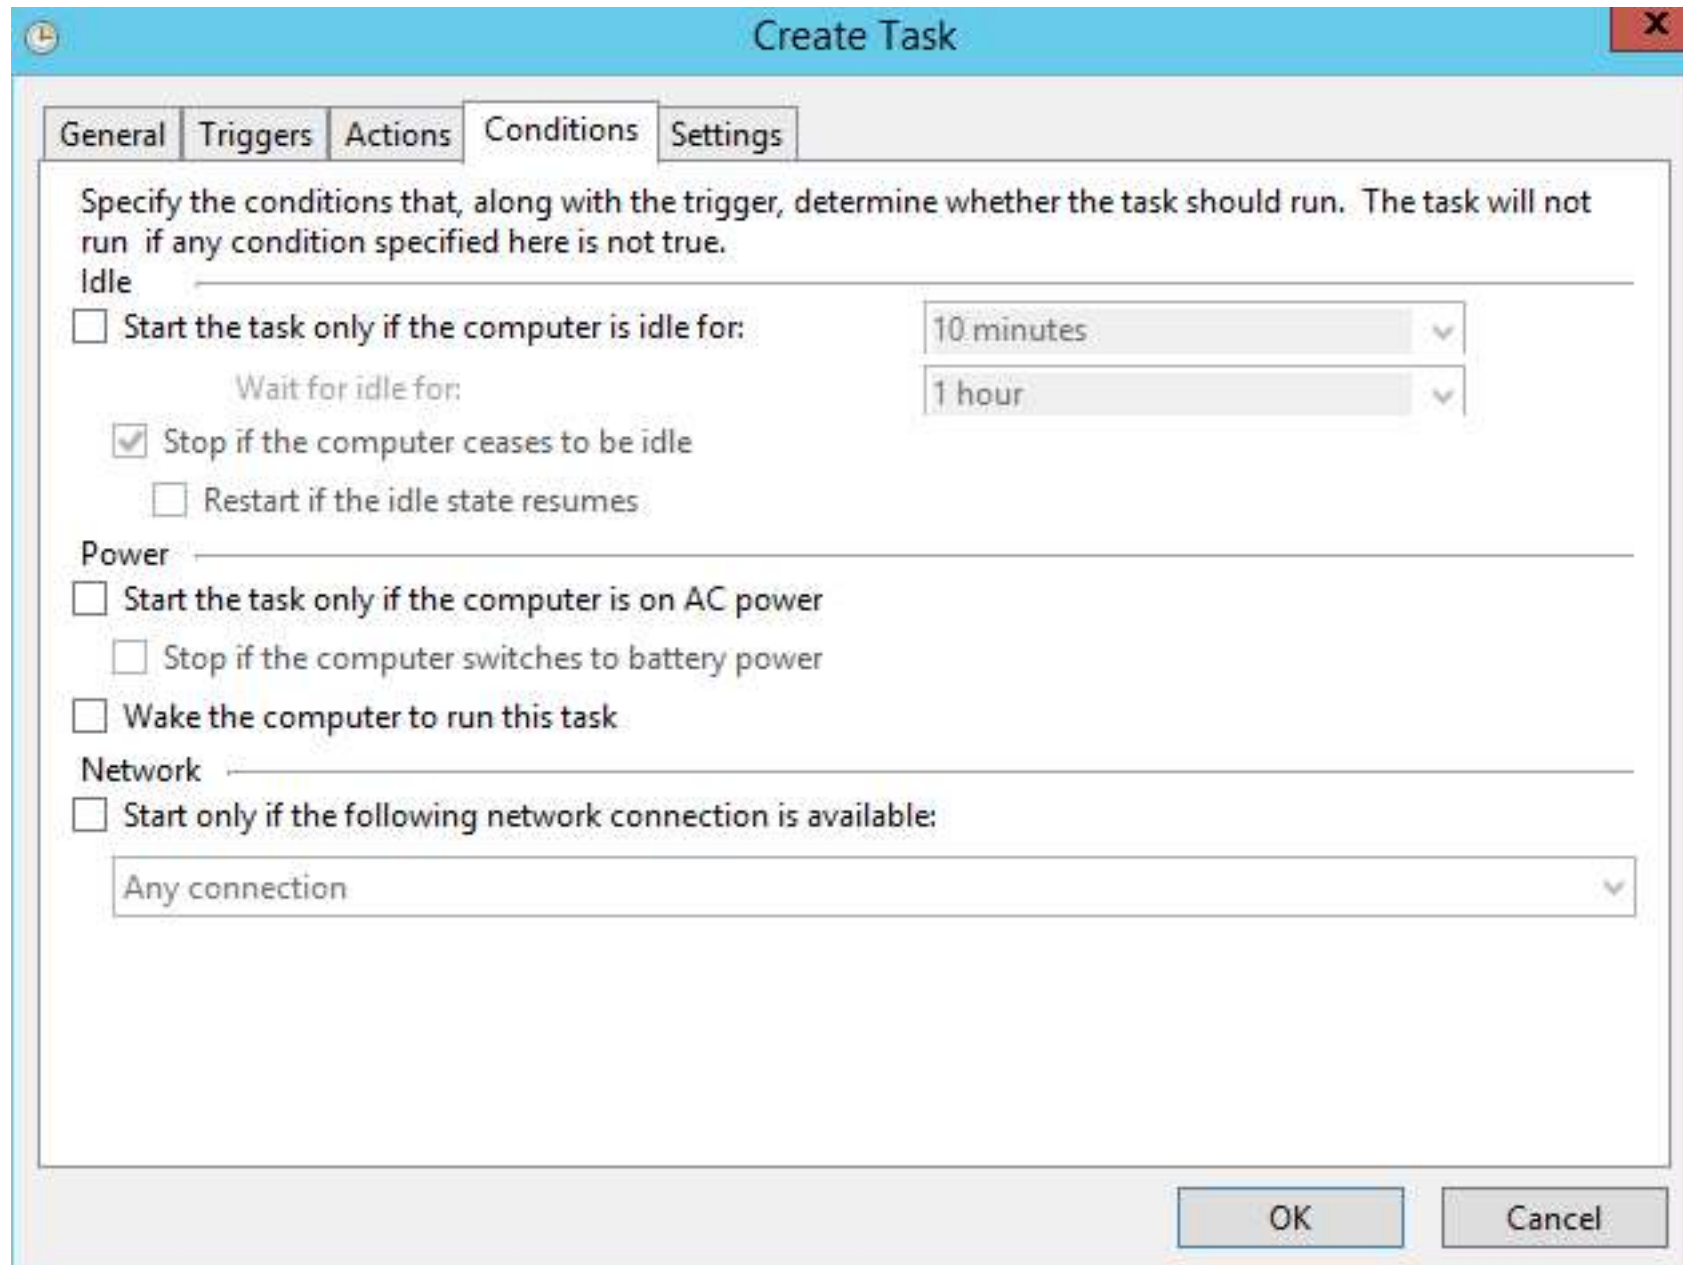 Create Task
General Triggers Actions Conditions Settings
Specify the conditions that, along with the trigger, determine whether the task should run.  The task will not
run  if any condition specified here is not true.
Idle
Start the task only if the computer is idle for: 10 minutes
Wait for idle for: 1 hour
Stop if the computer ceases to be idle
Restart if the idle state resumes
Power
Start the task only if the computer is on AC power
Stop if the computer switches to battery power
Wake the computer to run this task
Network
Start only if the following network connection is available:
Any connection
OK Cancel